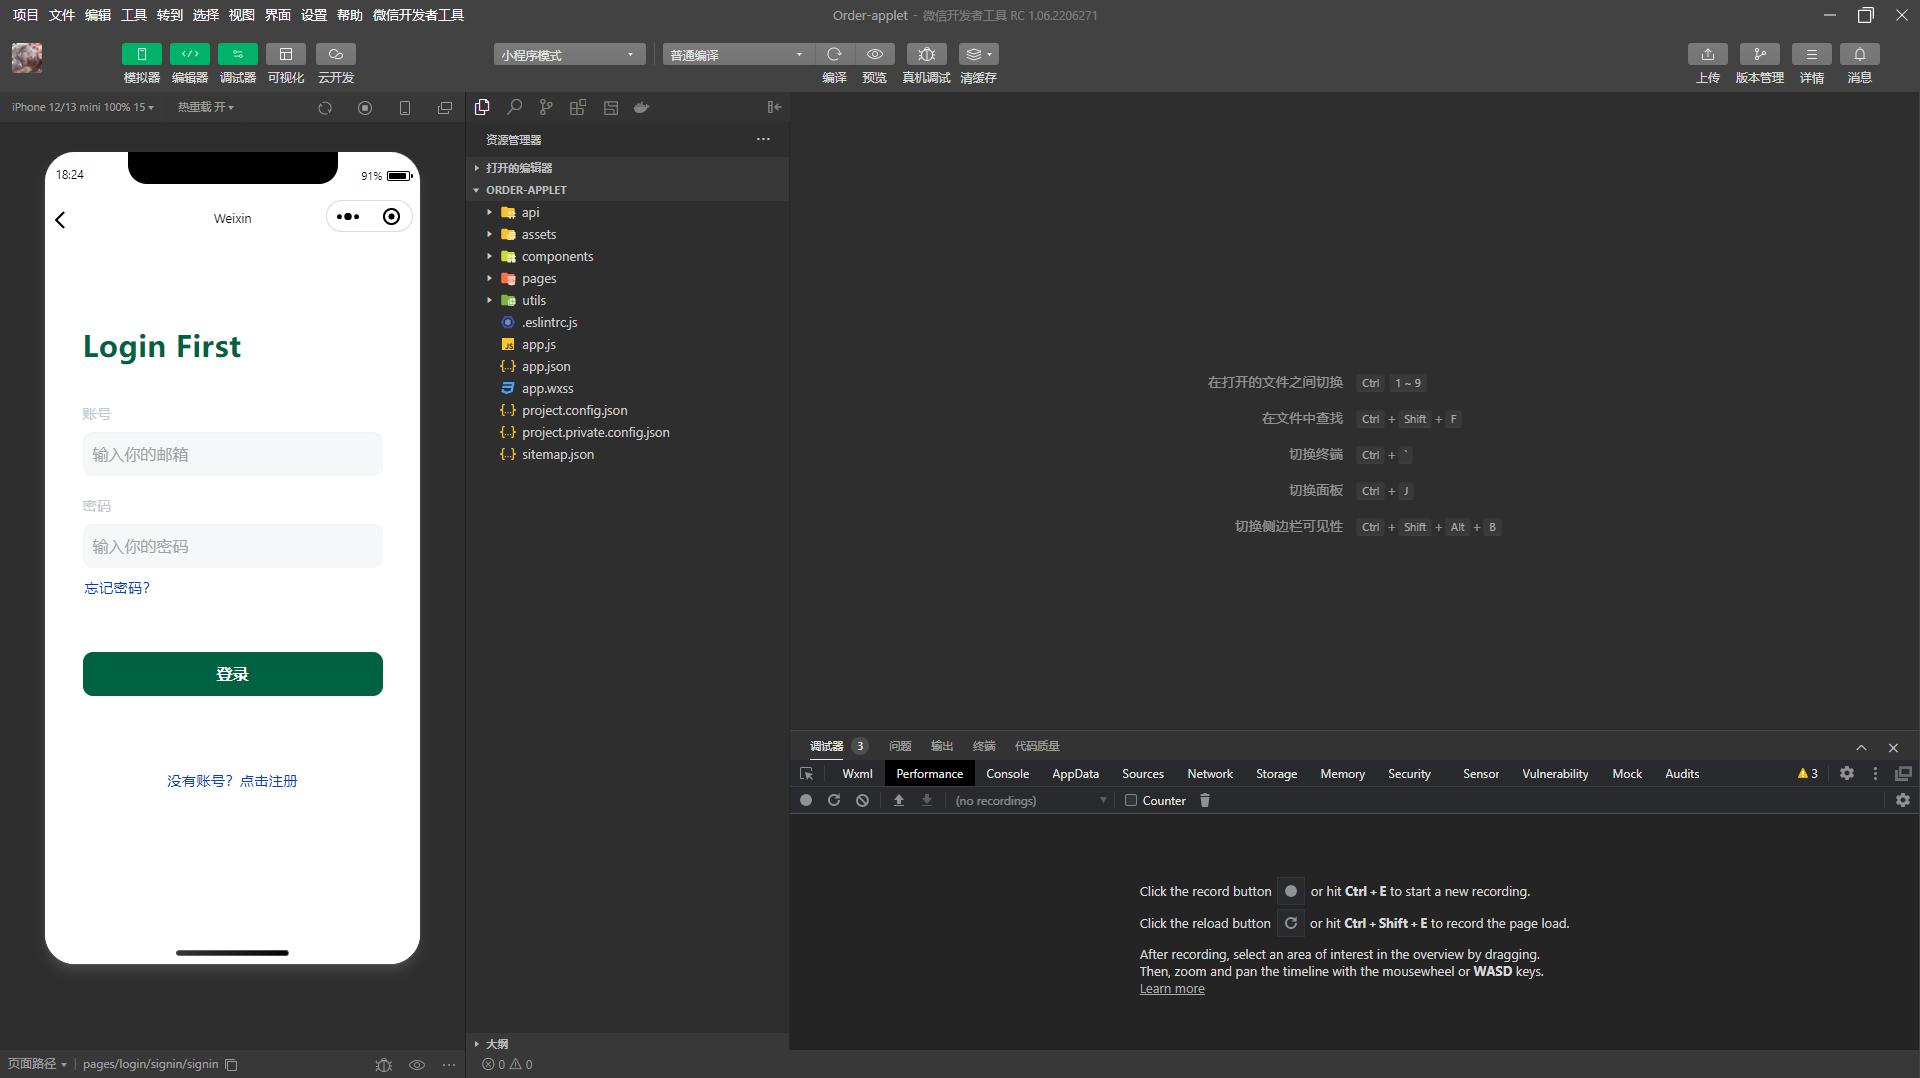 项目 文件 编辑 工具 转到 选择 视图 界面 设置 帮助 微信开发者工具
Order-applet - 微信开发者工具 RC 1.06.2206271
模拟器 编辑器 调试器 可视化 云开发
小程序模式
普通编译
编译 预览 真机调试 清缓存
上传 版本管理 详情 消息
iPhone 12/13 mini 100% 15
热重载 开
18:24
91%
Weixin
Login First
账号
输入你的邮箱
密码
输入你的密码
忘记密码?
登录
没有账号? 点击注册
页面路径 | pages/login/signin/signin
资源管理器
打开的编辑器
ORDER-APPLET
api
assets
components
pages
utils
.eslintrc.js
JS app.js
{..} app.json
app.wxss
{..} project.config.json
{..} project.private.config.json
{..} sitemap.json
大纲
0 0
在打开的文件之间切换 Ctrl 1 ~ 9
在文件中查找 Ctrl + Shift + F
切换终端 Ctrl + `
切换面板 Ctrl + J
切换侧边栏可见性 Ctrl + Shift + Alt + B
调试器 3 问题 输出 终端 代码质量
Wxml Performance Console AppData Sources Network Storage Memory Security Sensor Vulnerability Mock Audits 3
(no recordings) Counter
Click the record button or hit Ctrl + E to start a new recording.
Click the reload button or hit Ctrl + Shift + E to record the page load.
After recording, select an area of interest in the overview by dragging.
Then, zoom and pan the timeline with the mousewheel or WASD keys.
Learn more